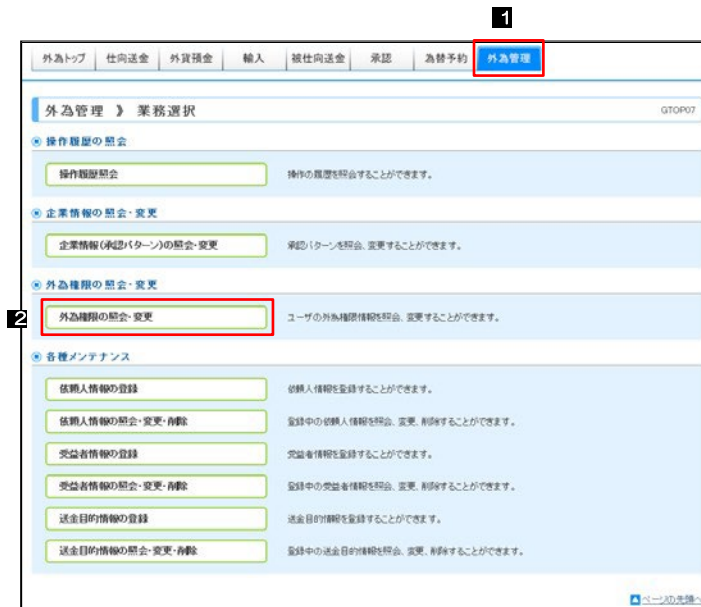 1
外為トップ 仕向送金 外貨預金 輸入 被仕向送金 承認 為替予約 外為管理
外為管理 》 業務選択 GTOP07
操作履歴の照会
操作履歴照会 操作の履歴を照会することができます。
企業情報の照会・変更
企業情報(承認パターン)の照会・変更 承認パターンを照会、変更することができます。
外為権限の照会・変更
2 外為権限の照会・変更 ユーザの外為権限情報を照会、変更することができます。
各種メンテナンス
依頼人情報の登録 依頼人情報を登録することができます。
依頼人情報の照会・変更・削除 登録中の依頼人情報を照会、変更、削除することができます。
受益者情報の登録 受益者情報を登録することができます。
受益者情報の照会・変更・削除 登録中の受益者情報を照会、変更、削除することができます。
送金目的情報の登録 送金目的情報を登録することができます。
送金目的情報の照会・変更・削除 登録中の送金目的情報を照会、変更、削除することができます。
ページの先頭へ